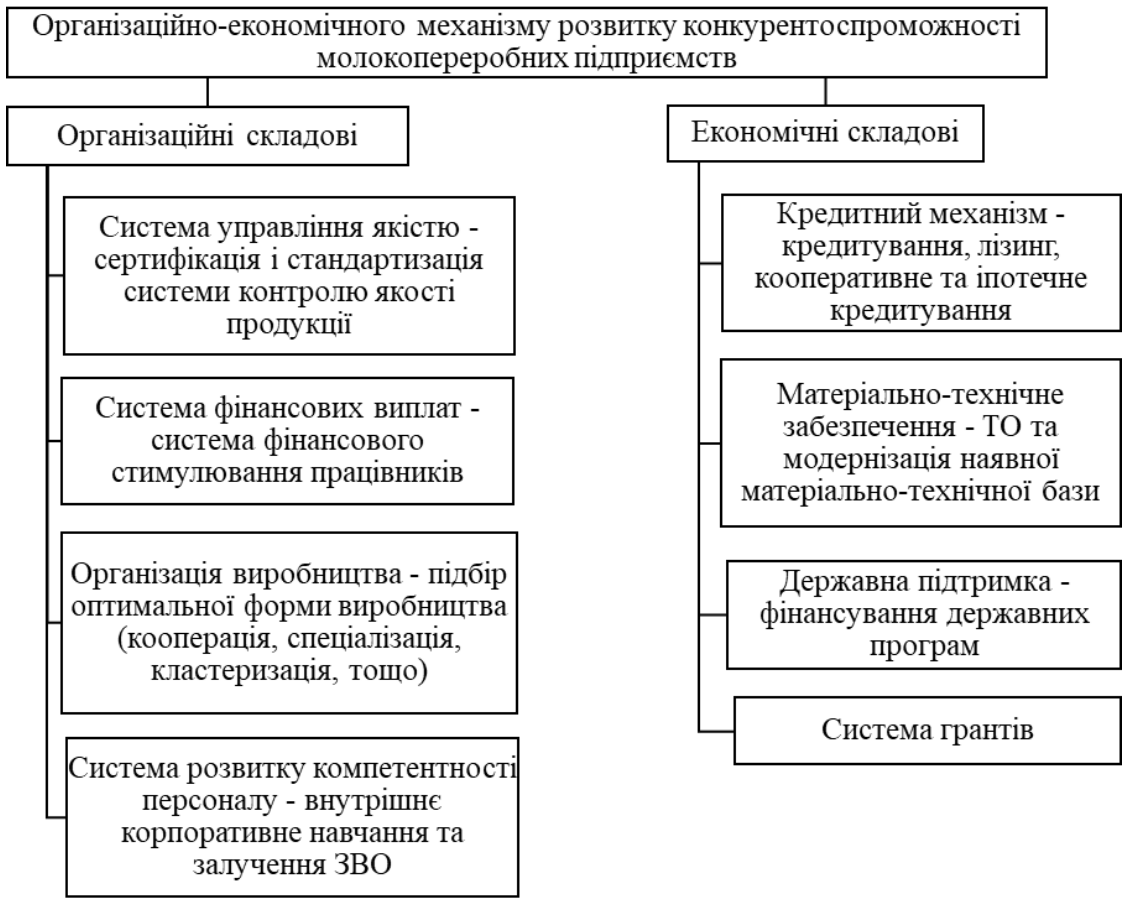 Організаційно-економічного механізму розвитку конкурентоспроможності
молокопереробних підприємств
Організаційні складові
Система управління якістю -
сертифікація і стандартизація
системи контролю якості
продукції
Система фінансових виплат -
система фінансового
стимулювання працівників
Організація виробництва - підбір
оптимальної форми виробництва
(кооперація, спеціалізація,
кластеризація, тощо)
Система розвитку компетентності
персоналу - внутрішнє
корпоративне навчання та
залучення ЗВО
Економічні складові
Кредитний механізм -
кредитування, лізинг,
кооперативне та іпотечне
кредитування
Матеріально-технічне
забезпечення - ТО та
модернізація наявної
матеріально-технічної бази
Державна підтримка -
фінансування державних
програм
Система грантів